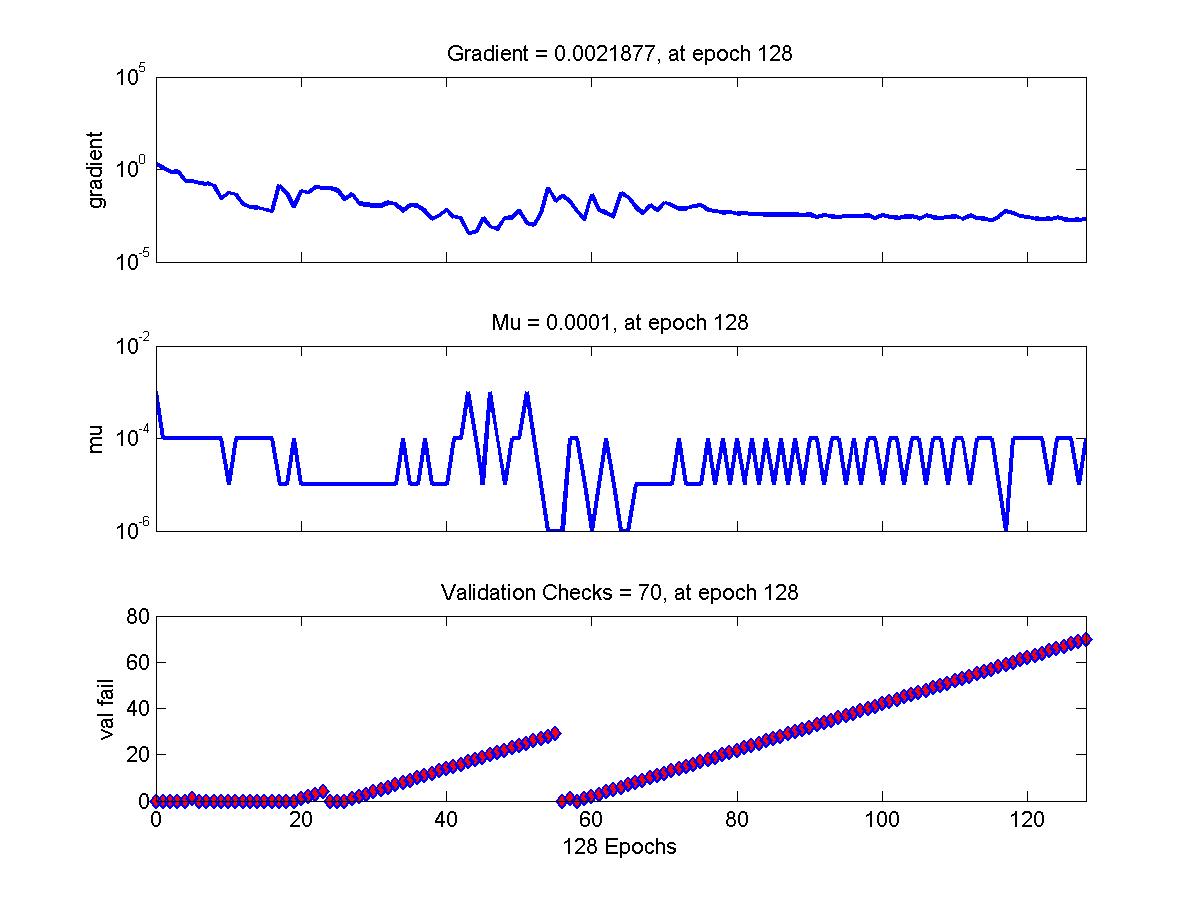 Gradient = 0.0021877, at epoch 128
10^5
10^0
10^-5
gradient
Mu = 0.0001, at epoch 128
10^-2
10^-4
10^-6
mu
Validation Checks = 70, at epoch 128
80
60
40
20
0
val fail
0 20 40 60 80 100 120
128 Epochs